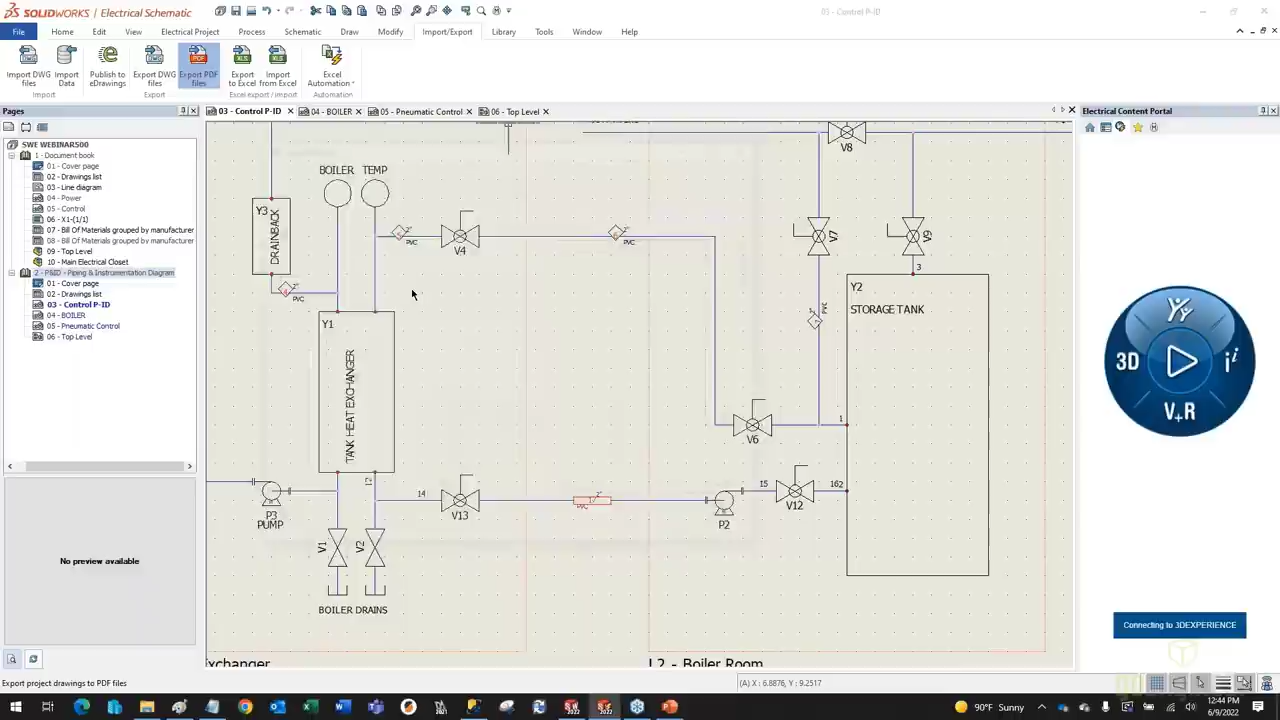 SOLIDWORKS | Electrical Schematic
03 - Control P-ID
File Home Edit View Electrical Project Process Schematic Draw Modify Import/Export Library Tools Window Help
Import DWG files
Import Data
Publish to eDrawings
Export DWG files
Export PDF files
Export to Excel
Import from Excel
Excel Automation
Import
Export
Excel export / import
Automation
Pages
03 - Control P-ID
04 - BOILER
05 - Pneumatic Control
06 - Top Level
Electrical Content Portal
SWE WEBINAR500
1 - Document book
01 - Cover page
02 - Drawings list
03 - Line diagram
04 - Power
05 - Control
06 - X1-(1/1)
07 - Bill Of Materials grouped by manufacturer
08 - Bill Of Materials grouped by manufacturer
09 - Top Level
10 - Main Electrical Closet
2 - P&ID - Piping & Instrumentation Diagram
01 - Cover page
02 - Drawings list
03 - Control P-ID
04 - BOILER
05 - Pneumatic Control
06 - Top Level
No preview available
BOILER TEMP
V8
Y3
DRAINBACK
2"
PVC
V4
2"
PVC
V7
V9
3
PVC
Y2
STORAGE TANK
PVC
Y1
TANK HEAT EXCHANGER
V6
1
12
14
V13
PVC
P2
15
V12
162
P3
PUMP
V1
V2
BOILER DRAINS
L2 - Boiler Room
3D
i
V+R
Connecting to 3DEXPERIENCE
Export project drawings to PDF files
(A) X : 6.8876, Y : 9.2517
90°F Sunny
12:44 PM
6/9/2022